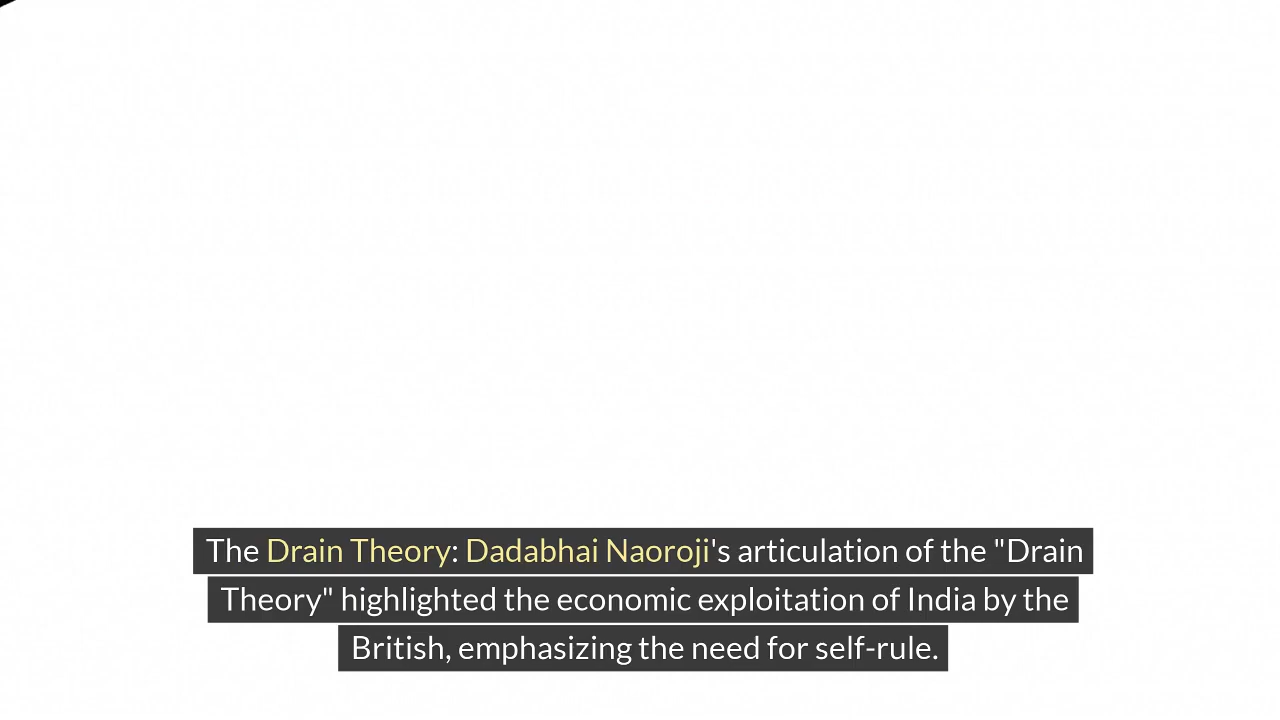 The Drain Theory: Dadabhai Naoroji's articulation of the "Drain
Theory" highlighted the economic exploitation of India by the
British, emphasizing the need for self-rule.